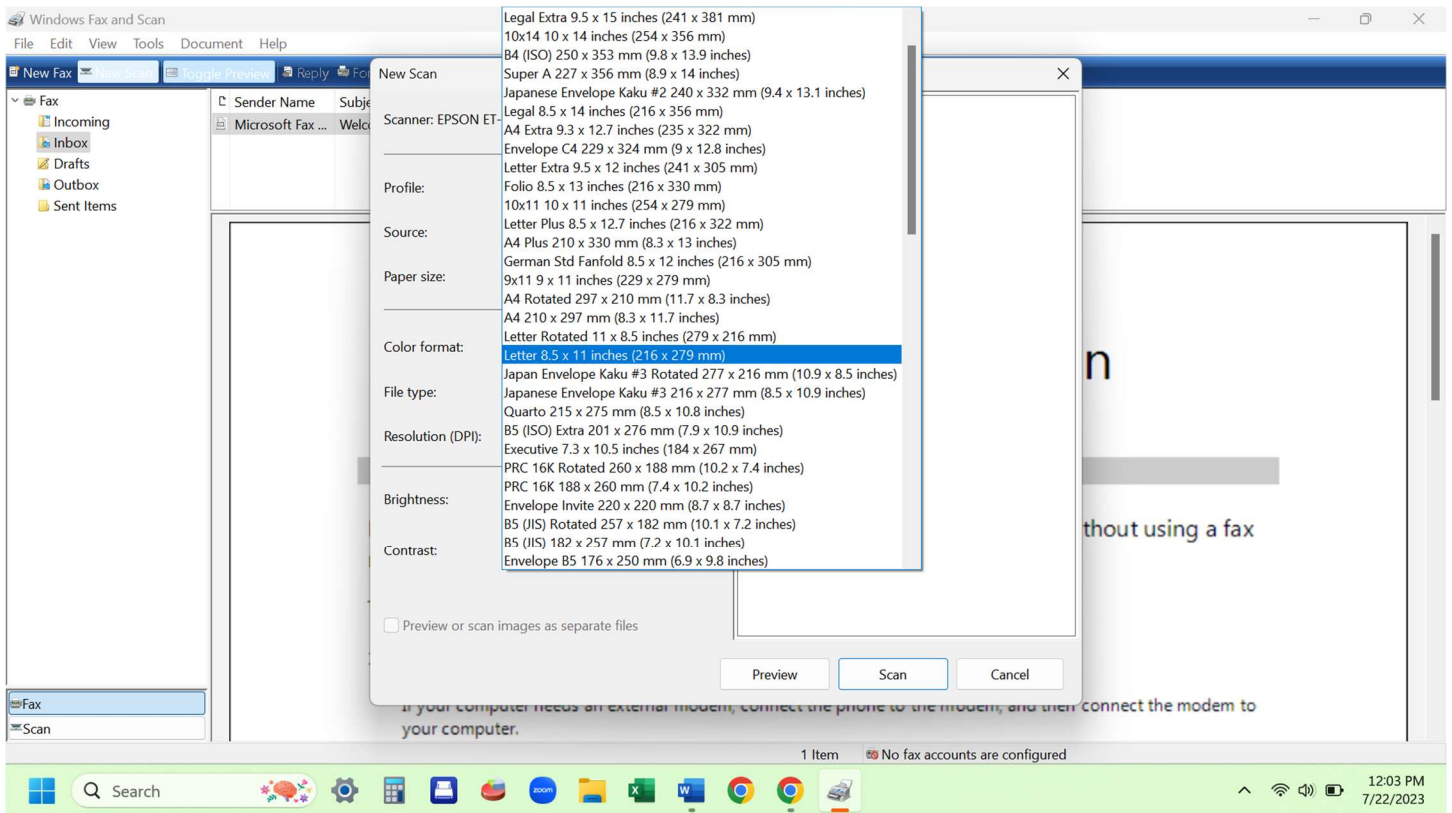 Windows Fax and Scan
File Edit View Tools Document Help
New Fax New Scan Toggle Preview Reply For
Fax
Incoming
Inbox
Drafts
Outbox
Sent Items
Sender Name Subje
Microsoft Fax ... Welco
New Scan
Scanner: EPSON ET-
Profile:
Source:
Paper size:
Color format:
File type:
Resolution (DPI):
Brightness:
Contrast:
Legal Extra 9.5 x 15 inches (241 x 381 mm)
10x14 10 x 14 inches (254 x 356 mm)
B4 (ISO) 250 x 353 mm (9.8 x 13.9 inches)
Super A 227 x 356 mm (8.9 x 14 inches)
Japanese Envelope Kaku #2 240 x 332 mm (9.4 x 13.1 inches)
Legal 8.5 x 14 inches (216 x 356 mm)
A4 Extra 9.3 x 12.7 inches (235 x 322 mm)
Envelope C4 229 x 324 mm (9 x 12.8 inches)
Letter Extra 9.5 x 12 inches (241 x 305 mm)
Folio 8.5 x 13 inches (216 x 330 mm)
10x11 10 x 11 inches (254 x 279 mm)
Letter Plus 8.5 x 12.7 inches (216 x 322 mm)
A4 Plus 210 x 330 mm (8.3 x 13 inches)
German Std Fanfold 8.5 x 12 inches (216 x 305 mm)
9x11 9 x 11 inches (229 x 279 mm)
A4 Rotated 297 x 210 mm (11.7 x 8.3 inches)
A4 210 x 297 mm (8.3 x 11.7 inches)
Letter Rotated 11 x 8.5 inches (279 x 216 mm)
Letter 8.5 x 11 inches (216 x 279 mm)
Japan Envelope Kaku #3 Rotated 277 x 216 mm (10.9 x 8.5 inches)
Japanese Envelope Kaku #3 216 x 277 mm (8.5 x 10.9 inches)
Quarto 215 x 275 mm (8.5 x 10.8 inches)
B5 (ISO) Extra 201 x 276 mm (7.9 x 10.9 inches)
Executive 7.3 x 10.5 inches (184 x 267 mm)
PRC 16K Rotated 260 x 188 mm (10.2 x 7.4 inches)
PRC 16K 188 x 260 mm (7.4 x 10.2 inches)
Envelope Invite 220 x 220 mm (8.7 x 8.7 inches)
B5 (JIS) Rotated 257 x 182 mm (10.1 x 7.2 inches)
B5 (JIS) 182 x 257 mm (7.2 x 10.1 inches)
Envelope B5 176 x 250 mm (6.9 x 9.8 inches)
Preview or scan images as separate files
Preview Scan Cancel
n
thout using a fax
If your computer needs an external modem, connect the phone to the modem, and then connect the modem to
your computer.
Fax
Scan
1 Item No fax accounts are configured
Search
zoom
12:03 PM
7/22/2023